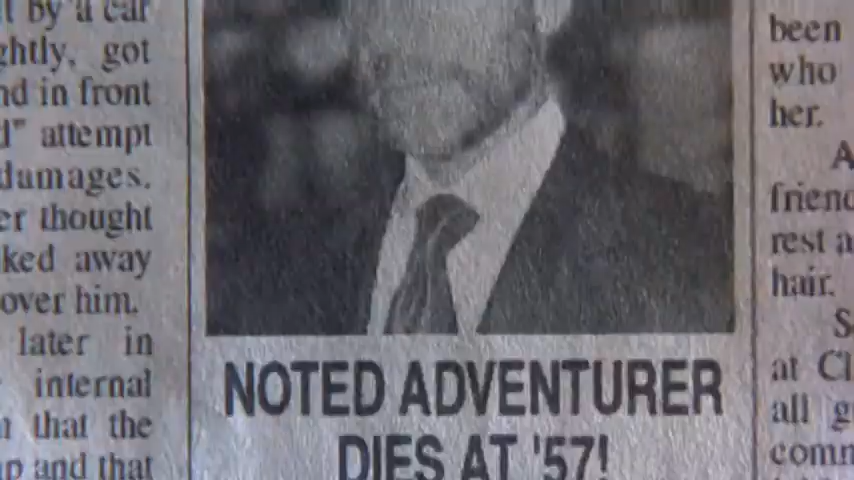 t by a car
ghtly, got
nd in front
d" attempt
damages.
er thought
ked away
over him.
later in
internal
t that the
up and that
NOTED ADVENTURER
DIES AT '57!
been
who
her.
A
friend
rest a
hair.
S
at Cl
all g
comm